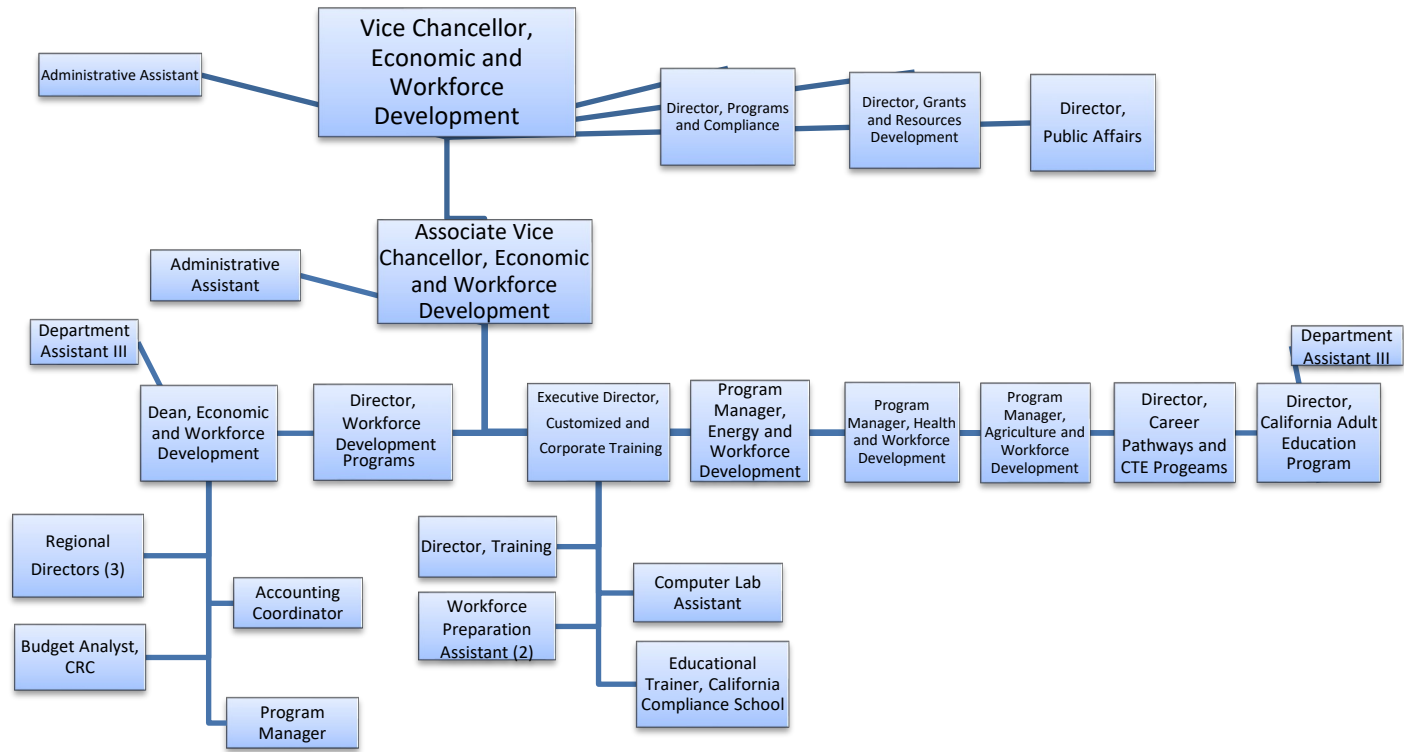 Vice Chancellor,
Economic and
Workforce
Development
Administrative Assistant
Director, Programs
and Compliance
Director, Grants
and Resources
Development
Director,
Public Affairs
Associate Vice
Chancellor, Economic
and Workforce
Development
Administrative
Assistant
Department
Assistant III
Department
Assistant III
Dean, Economic
and Workforce
Development
Director,
Workforce
Development
Programs
Executive Director,
Customized and
Corporate Training
Program
Manager,
Energy and
Workforce
Development
Program
Manager, Health
and Workforce
Development
Program
Manager,
Agriculture and
Workforce
Development
Director,
Career
Pathways and
CTE Progeams
Director,
California Adult
Education
Program
Regional
Directors (3)
Accounting
Coordinator
Budget Analyst,
CRC
Program
Manager
Director, Training
Computer Lab
Assistant
Workforce
Preparation
Assistant (2)
Educational
Trainer, California
Compliance School